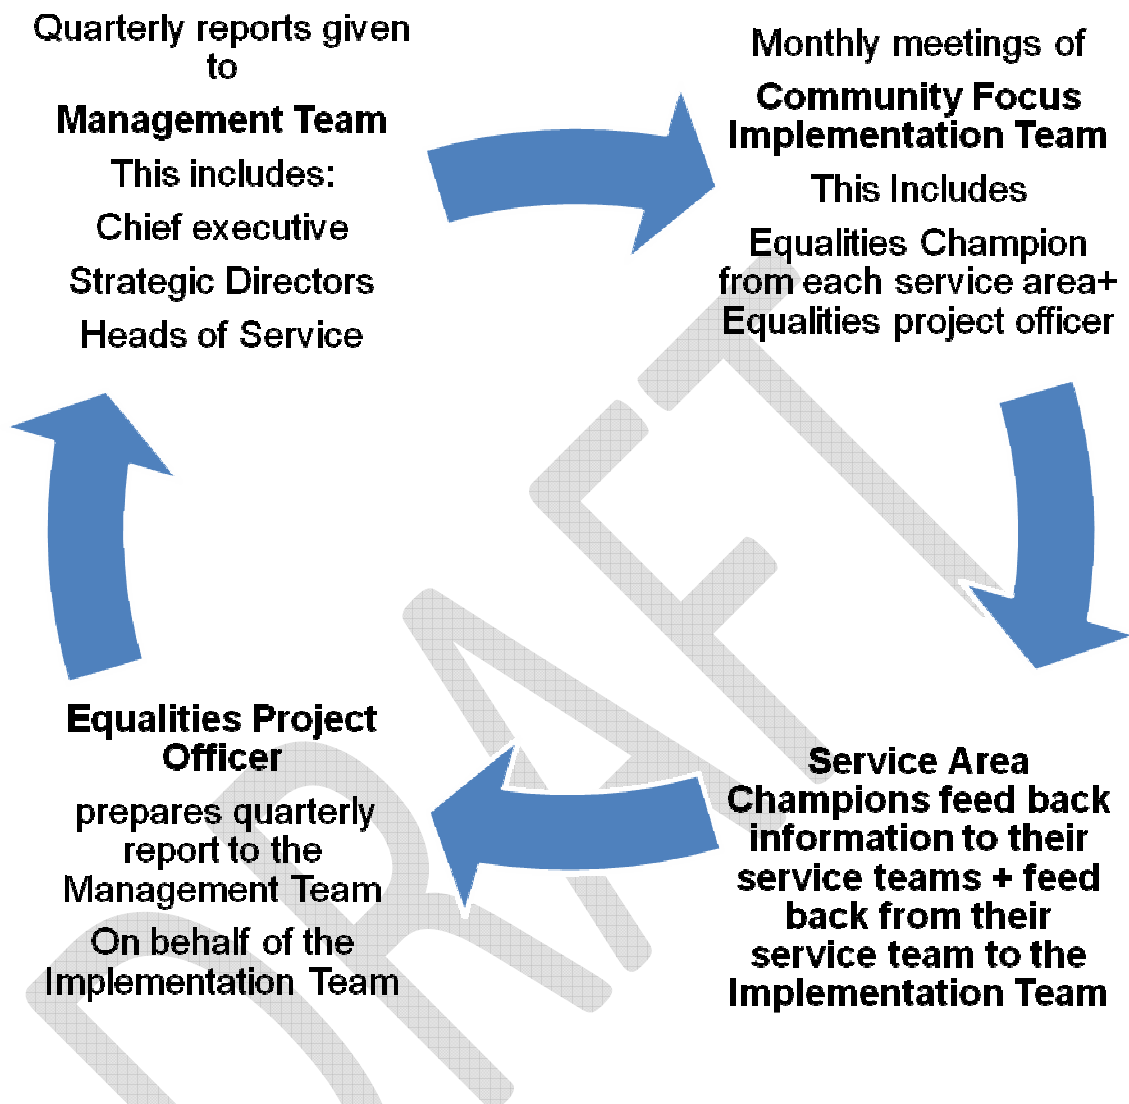 Quarterly reports given
to
Management Team
This includes:
Chief executive
Strategic Directors
Heads of Service
Monthly meetings of
Community Focus
Implementation Team
This Includes
Equalities Champion
from each service area+
Equalities project officer
Service Area
Champions feed back
information to their
service teams + feed
back from their
service team to the
Implementation Team
Equalities Project
Officer
prepares quarterly
report to the
Management Team
On behalf of the
Implementation Team
DRAFT